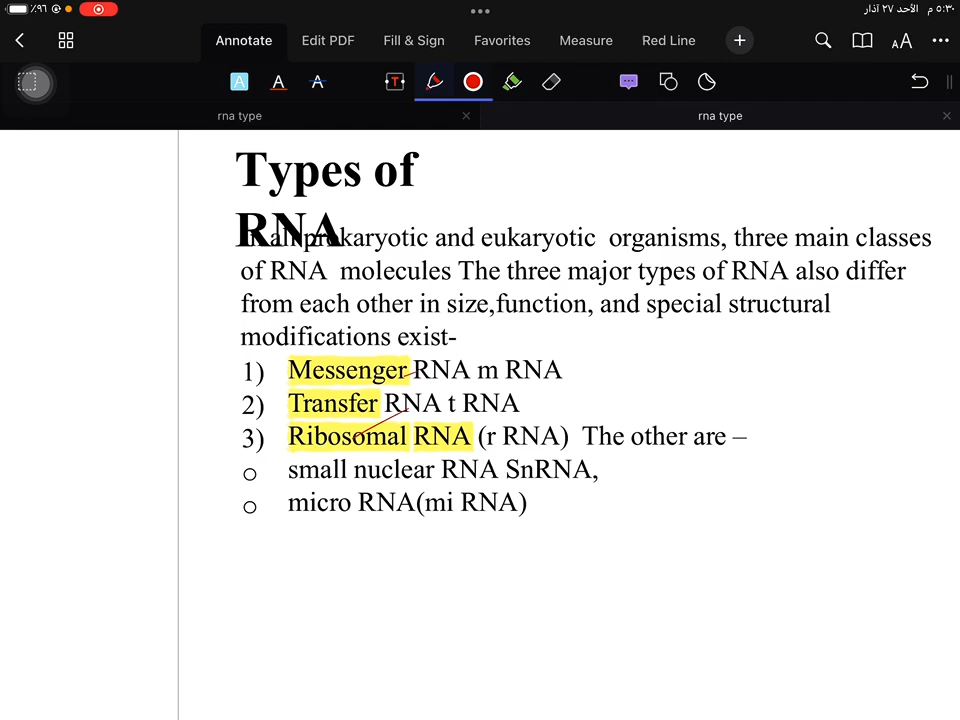 ٪٩٦ ٥:٣٠ م الأحد ٢٧ آذار
Annotate Edit PDF Fill & Sign Favorites Measure Red Line
rna type rna type
Types of
RNA
all prokaryotic and eukaryotic organisms, three main classes
of RNA molecules The three major types of RNA also differ
from each other in size,function, and special structural
modifications exist-
1) Messenger RNA m RNA
2) Transfer RNA t RNA
3) Ribosomal RNA (r RNA) The other are –
o small nuclear RNA SnRNA,
o micro RNA(mi RNA)